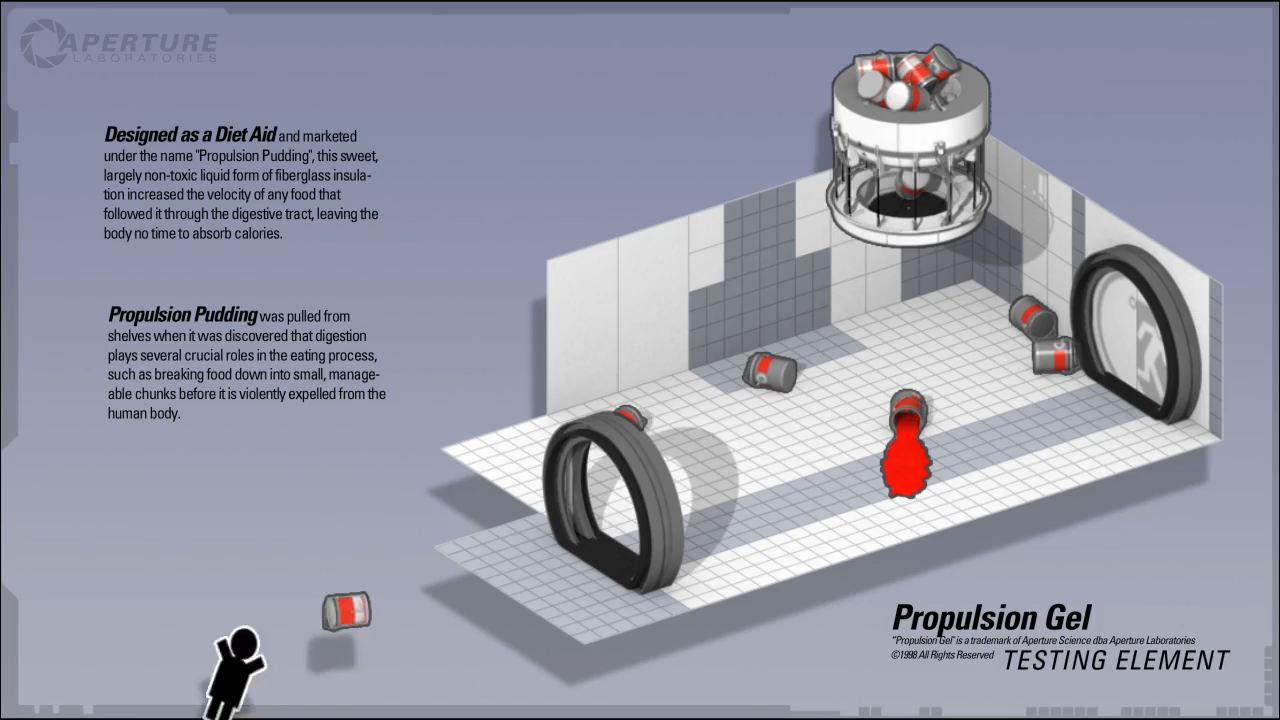 APERTURE
LABORATORIES
Designed as a Diet Aid and marketed
under the name "Propulsion Pudding", this sweet,
largely non-toxic liquid form of fiberglass insula-
tion increased the velocity of any food that
followed it through the digestive tract, leaving the
body no time to absorb calories.
Propulsion Pudding was pulled from
shelves when it was discovered that digestion
plays several crucial roles in the eating process,
such as breaking food down into small, manage-
able chunks before it is violently expelled from the
human body.
Propulsion Gel
"Propulsion Gel" is a trademark of Aperture Science dba Aperture Laboratories
©1998 All Rights Reserved TESTING ELEMENT